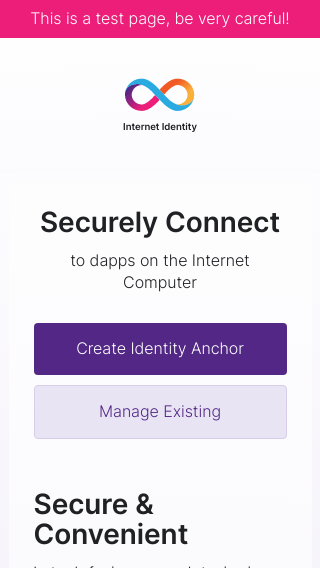 This is a test page, be very careful!
Internet Identity
Securely Connect
to dapps on the Internet
Computer
Create Identity Anchor
Manage Existing
Secure &
Convenient